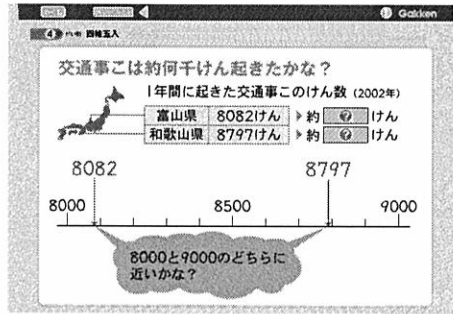 Gakken
4 四捨五入
交通事こは約何千けん起きたかな？
1年間に起きた交通事このけん数（2002年）
富山県 8082けん ▶約 ？ けん
和歌山県 8797けん ▶約 ？ けん
8082 8797
8000 8500 9000
8000と9000のどちらに
近いかな？